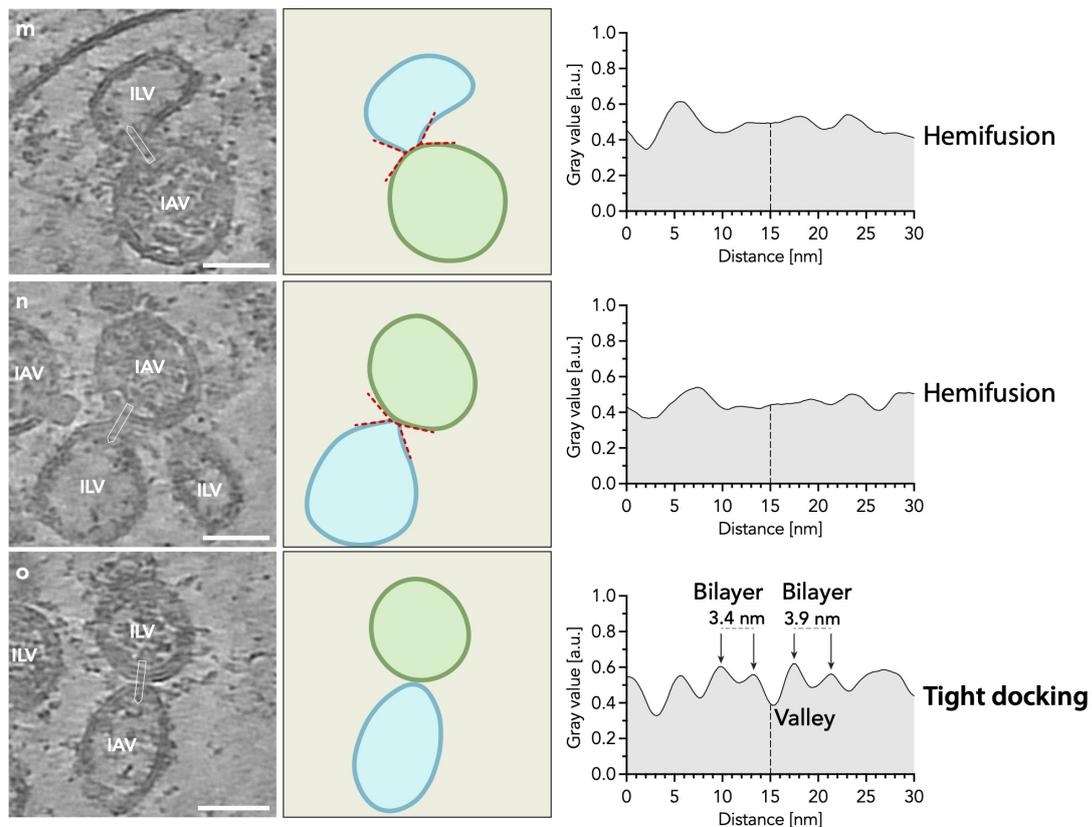 m
ILV
IAV
1.0
0.8
0.6
0.4
0.2
0.0
Gray value [a.u.]
0 5 10 15 20 25 30
Distance [nm]
Hemifusion
n
IAV
IAV
ILV
ILV
1.0
0.8
0.6
0.4
0.2
0.0
Gray value [a.u.]
0 5 10 15 20 25 30
Distance [nm]
Hemifusion
o
ILV
ILV
IAV
Bilayer Bilayer
3.4 nm 3.9 nm
1.0
0.8
0.6
0.4
0.2
0.0
Gray value [a.u.]
Valley
0 5 10 15 20 25 30
Distance [nm]
Tight docking